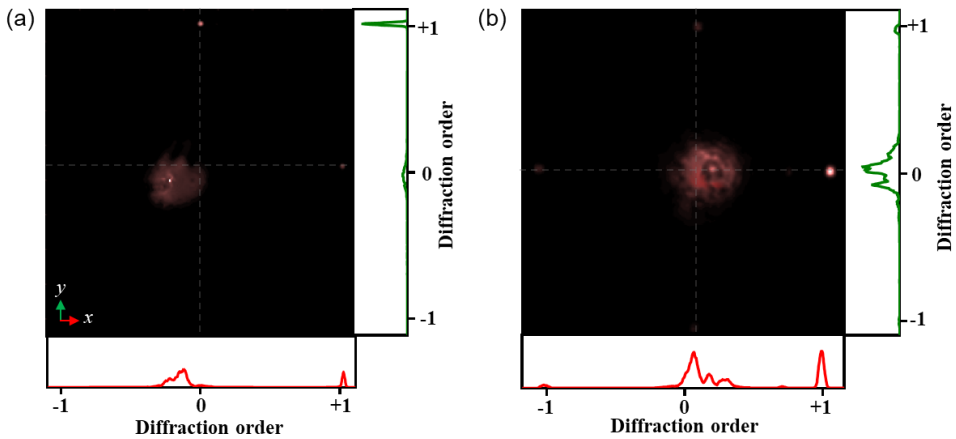 (a)
+1
0
-1
Diffraction order
y
x
-1
0
+1
Diffraction order
(b)
+1
0
-1
Diffraction order
-1
0
+1
Diffraction order